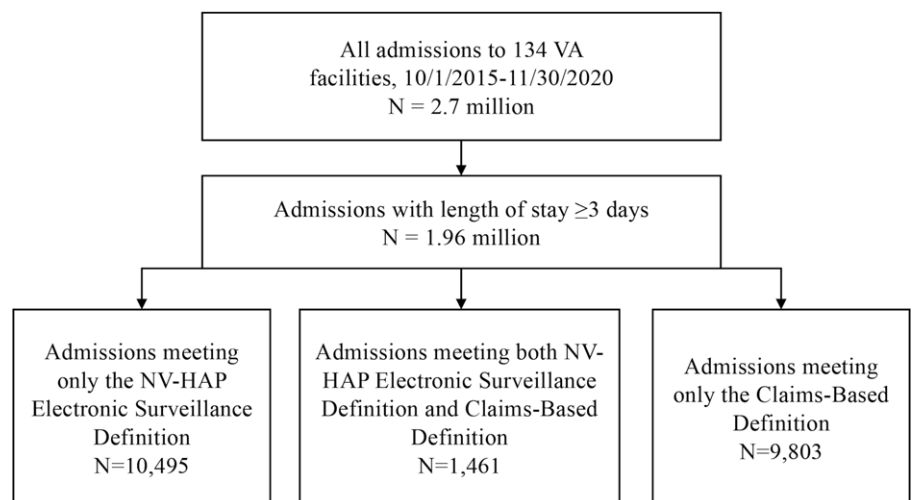 All admissions to 134 VA
facilities, 10/1/2015-11/30/2020
N = 2.7 million
Admissions with length of stay ≥3 days
N = 1.96 million
Admissions meeting
only the NV-HAP
Electronic Surveillance
Definition
N=10,495
Admissions meeting both NV-
HAP Electronic Surveillance
Definition and Claims-Based
Definition
N=1,461
Admissions meeting
only the Claims-Based
Definition
N=9,803